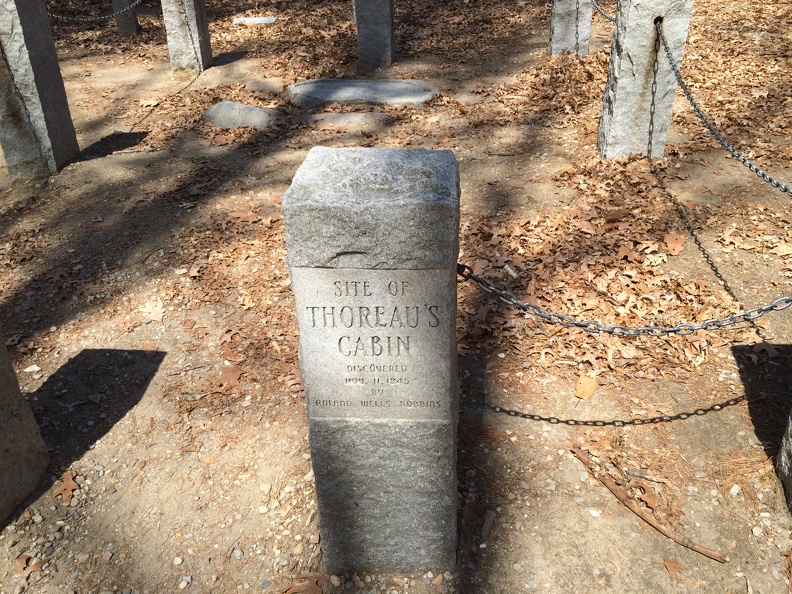 SITE OF
THOREAU'S
CABIN
DISCOVERED
NOV. 11, 1945
BY
ROLAND WELLS ROBBINS